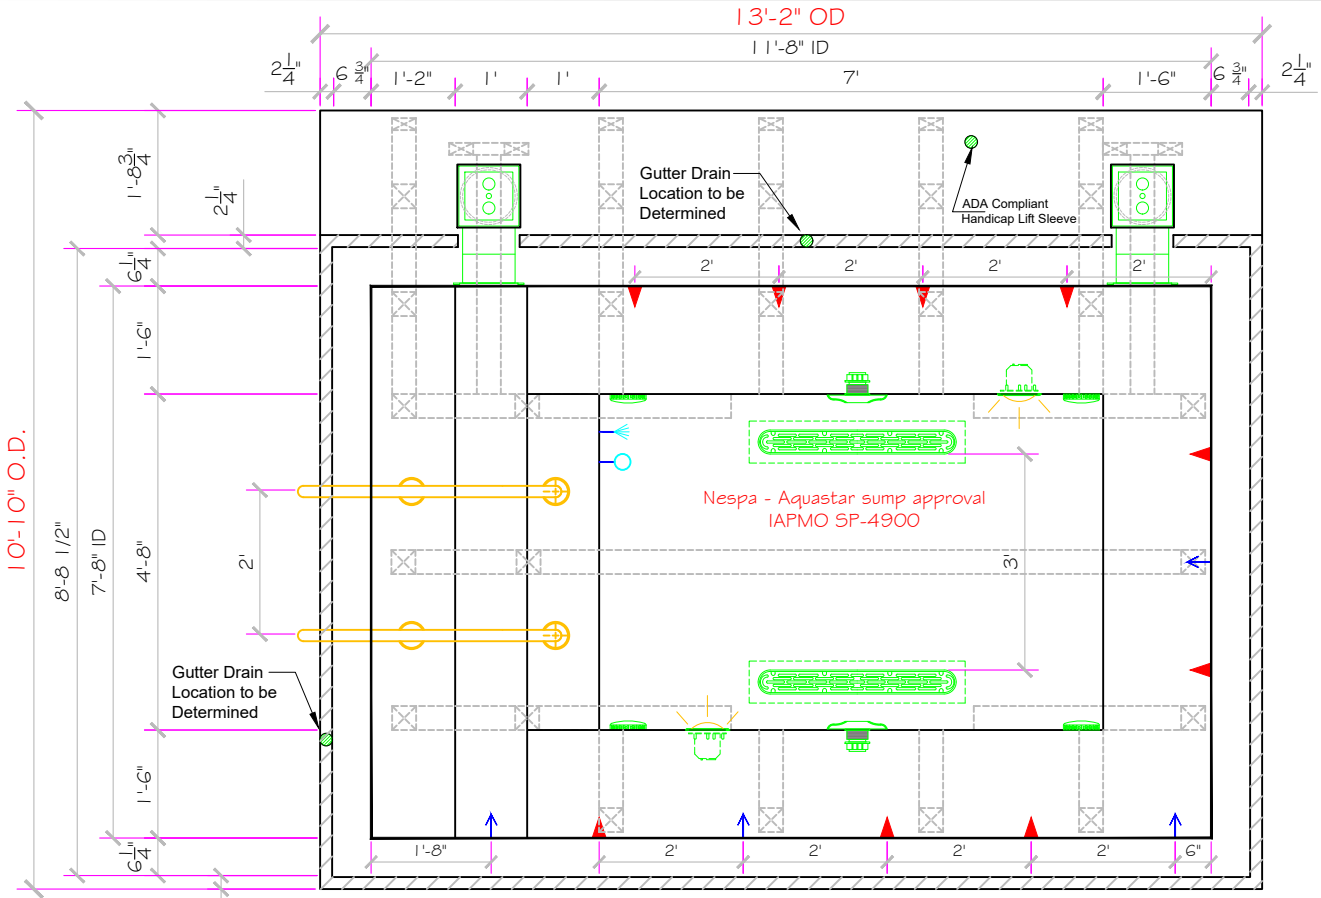 13'-2" OD
11'-8" ID
2 1/4"
6 3/4"
1'-2"
1'
1'
7'
1'-6"
6 3/4"
2 1/4"
1'-8 3/4"
2 1/4"
Gutter Drain
Location to be
Determined
ADA Compliant
Handicap Lift Sleeve
6 1/4"
2'
2'
2'
2'
1'-6"
10'-10" O.D.
8'-8 1/2"
7'-8" ID
4'-8"
2'
Nespa - Aquastar sump approval
IAPMO SP-4900
3'
Gutter Drain
Location to be
Determined
1'-6"
6 1/4"
1'-8"
2'
2'
2'
2'
6"